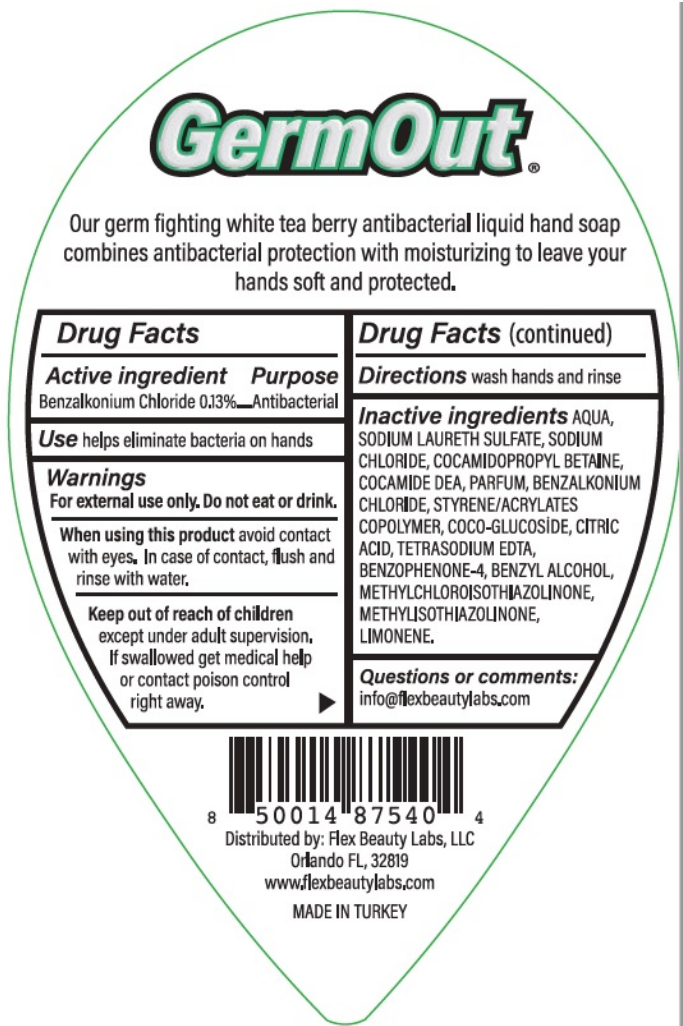 GermOut®
Our germ fighting white tea berry antibacterial liquid hand soap
combines antibacterial protection with moisturizing to leave your
hands soft and protected.
Drug Facts
Active ingredient Purpose
Benzalkonium Chloride 0.13%....Antibacterial
Use helps eliminate bacteria on hands
Warnings
For external use only. Do not eat or drink.
When using this product avoid contact
with eyes. In case of contact, flush and
rinse with water.
Keep out of reach of children
except under adult supervision.
If swallowed get medical help
or contact poison control
right away.
Drug Facts (continued)
Directions wash hands and rinse
Inactive ingredients AQUA,
SODIUM LAURETH SULFATE, SODIUM
CHLORIDE, COCAMIDOPROPYL BETAINE,
COCAMIDE DEA, PARFUM, BENZALKONIUM
CHLORIDE, STYRENE/ACRYLATES
COPOLYMER, COCO-GLUCOSİDE, CITRIC
ACID, TETRASODIUM EDTA,
BENZOPHENONE-4, BENZYL ALCOHOL,
METHYLCHLOROISOTHIAZOLINONE,
METHYLISOTHIAZOLINONE,
LIMONENE.
Questions or comments:
info@flexbeautylabs.com
8 50014 87540 4
Distributed by: Flex Beauty Labs, LLC
Orlando FL, 32819
www.flexbeautylabs.com
MADE IN TURKEY